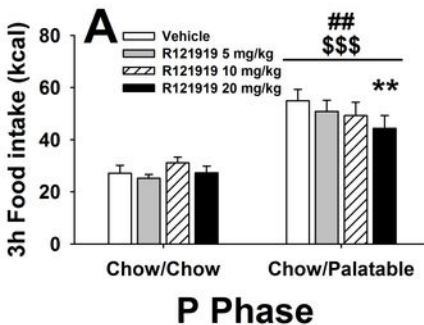 A
Vehicle
R121919 5 mg/kg
R121919 10 mg/kg
R121919 20 mg/kg
##
$$$
**
3h Food intake (kcal)
80
60
40
20
0
Chow/Chow
Chow/Palatable
P Phase